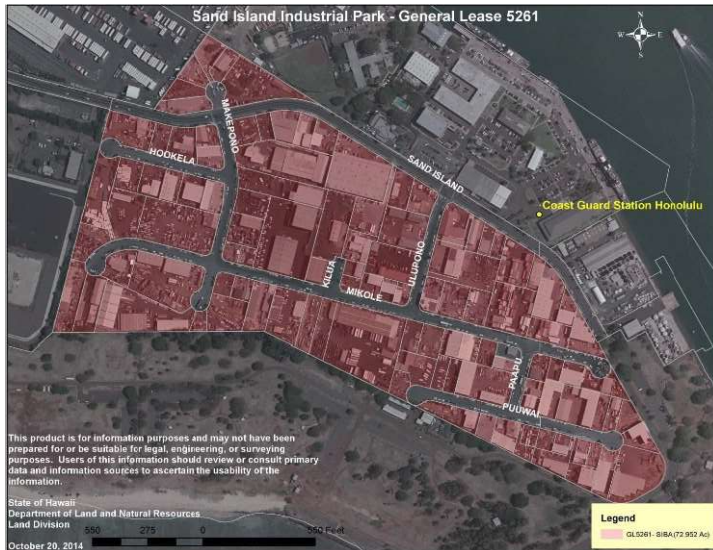 Sand Island Industrial Park - General Lease 5261
N
W E
S
MAKEPONO
HOOKELA
SAND ISLAND
Coast Guard Station Honolulu
KILIJA
ULUPONO
MIKOLE
PAAPU
PUUWAI
This product is for information purposes and may not have been
prepared for or be suitable for legal, engineering, or surveying
purposes. Users of this information should review or consult primary
data and information sources to ascertain the usability of the
information.
State of Hawaii
Department of Land and Natural Resources
Land Division
550 275 0 550 Feet
October 20, 2014
Legend
GL5261- SIBA (72.952 Ac)